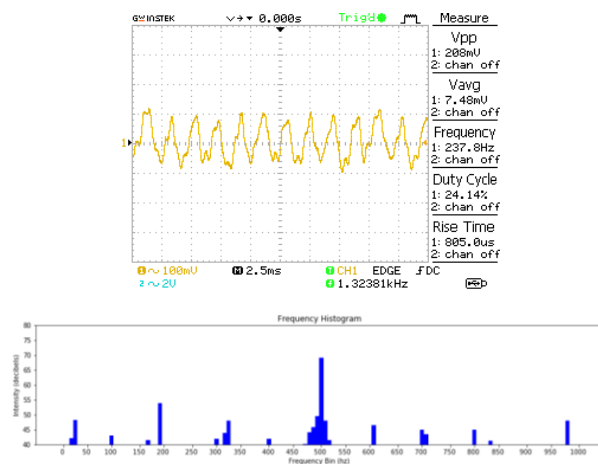 GW INSTEK 0.000s Trig'd Measure
Vpp
1: 208mV
2: chan off
Vavg
1: 7.48mV
2: chan off
Frequency
1: 237.8Hz
2: chan off
Duty Cycle
1: 24.14%
2: chan off
Rise Time
1: 805.0us
2: chan off
1
1 ~ 100mV M 2.5ms T CH1 EDGE DC
2 ~ 2V 1.32381kHz
Frequency Histogram
Intensity (decibels)
80
75
70
65
60
55
50
45
40
0 50 100 150 200 250 300 350 400 450 500 550 600 650 700 750 800 850 900 950 1000
Frequency Bin (hz)